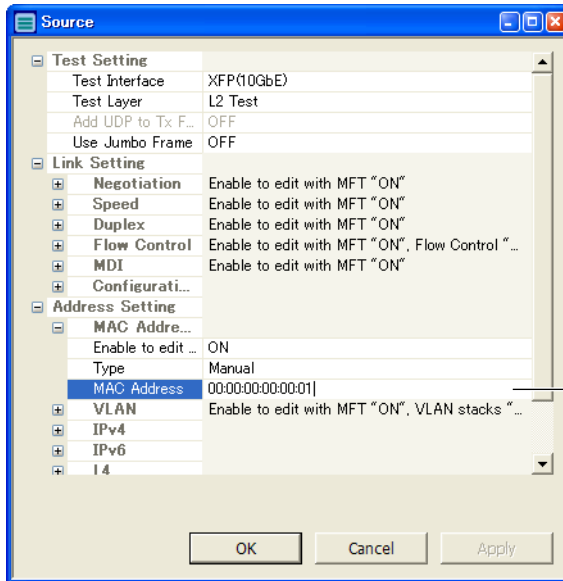 Source
Test Setting
Test Interface XFP(10GbE)
Test Layer L2 Test
Add UDP to Tx F... OFF
Use Jumbo Frame OFF
Link Setting
Negotiation Enable to edit with MFT "ON"
Speed Enable to edit with MFT "ON"
Duplex Enable to edit with MFT "ON"
Flow Control Enable to edit with MFT "ON", Flow Control "...
MDI Enable to edit with MFT "ON"
Configurati...
Address Setting
MAC Addre...
Enable to edit ... ON
Type Manual
MAC Address 00:00:00:00:00:01
VLAN Enable to edit with MFT "ON", VLAN stacks "...
IPv4
IPv6
L4
OK Cancel Apply